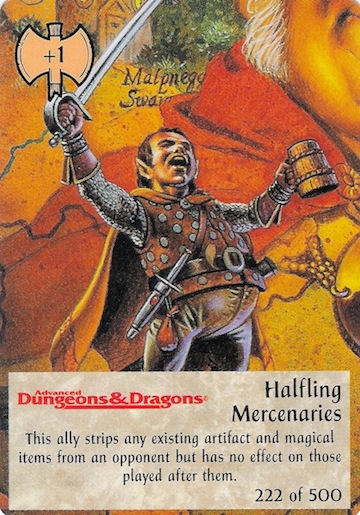 +1
Malpnegg
Swam
Advanced
Dungeons&Dragons®
Halfling
Mercenaries
This ally strips any existing artifact and magical
items from an opponent but has no effect on those
played after them.
222 of 500